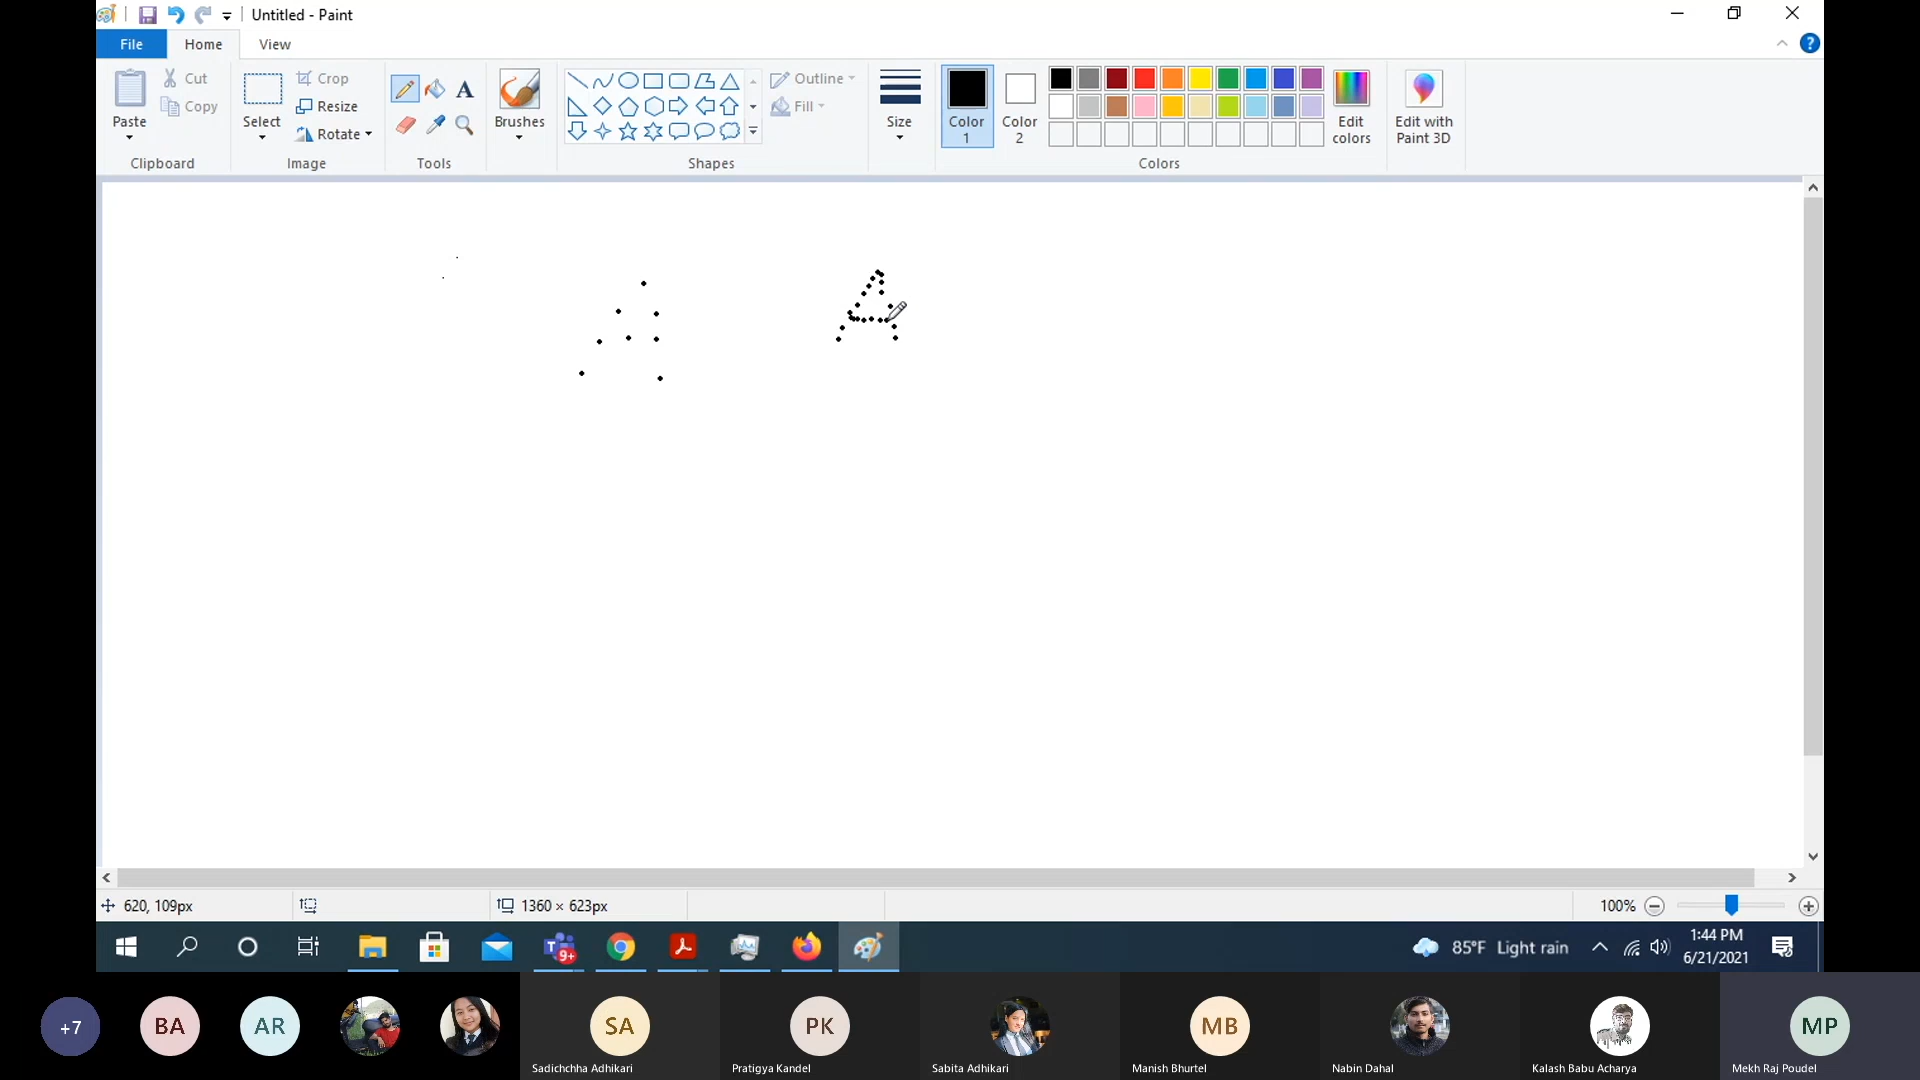 Untitled - Paint
File Home View
Paste
Cut
Copy
Clipboard
Select
Crop
Resize
Rotate
Image
A
Tools
Brushes
Outline
Fill
Shapes
Size
Color 1
Color 2
Edit colors
Colors
Edit with Paint 3D
?
A A
620, 109px
1360 × 623px
100%
9+
85°F Light rain
1:44 PM
6/21/2021
+7
BA
AR
SA
PK
MB
MP
Sadichchha Adhikari
Pratigya Kandel
Sabita Adhikari
Manish Bhurtel
Nabin Dahal
Kalash Babu Acharya
Mekh Raj Poudel